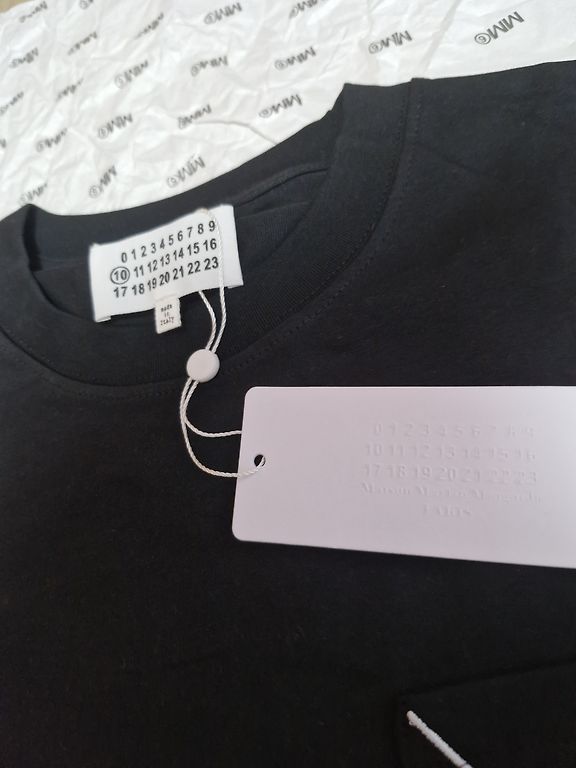 MM6 MM6 MM6 MM6 MM6
0 1 2 3 4 5 6 7 8 9
10 11 12 13 14 15 16
17 18 19 20 21 22 23
made
in
Italy
0 1 2 3 4 5 6 7 8 9
10 11 12 13 14 15 16
17 18 19 20 21 22 23
Maison Martin Margiela
PARIS